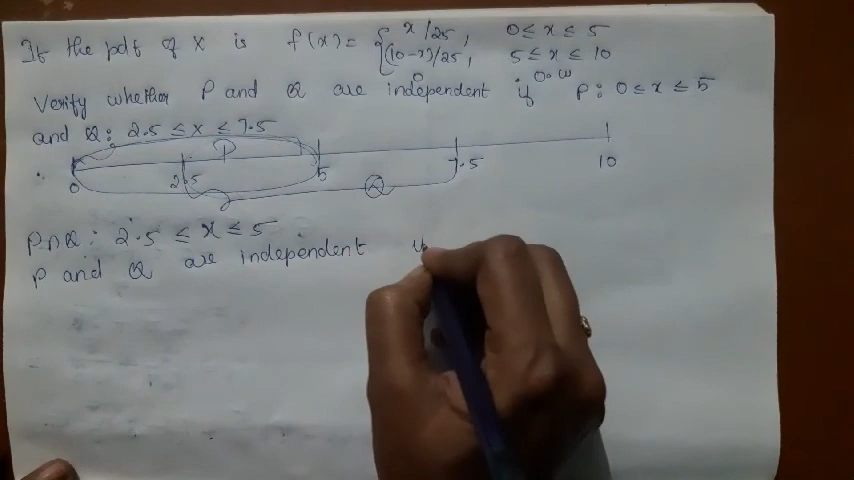 If the pdf of X is f(x) = { x/25, 0 ≤ x ≤ 5
(10-x)/25, 5 ≤ x ≤ 10
0 o.w
Verify whether P and Q are independent if P: 0 ≤ x ≤ 5
and Q: 2.5 ≤ x ≤ 7.5
P
0 2.5 5 7.5 10
Q
P∩Q: 2.5 ≤ x ≤ 5
P and Q are independent